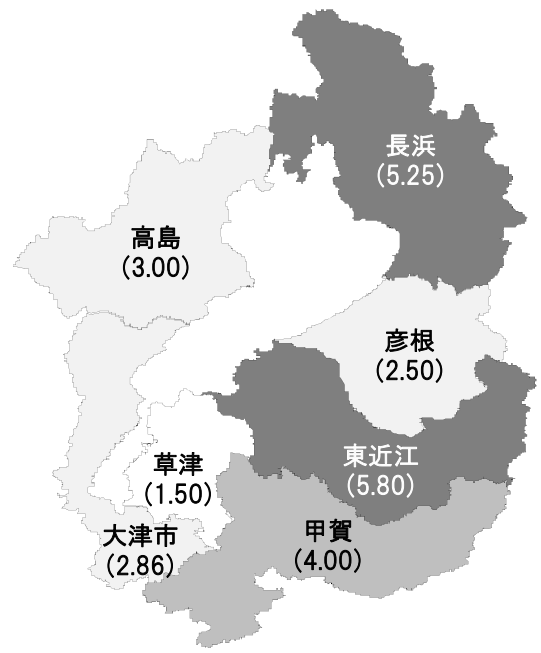 長浜
(5.25)
高島
(3.00)
彦根
(2.50)
東近江
(5.80)
草津
(1.50)
甲賀
(4.00)
大津市
(2.86)